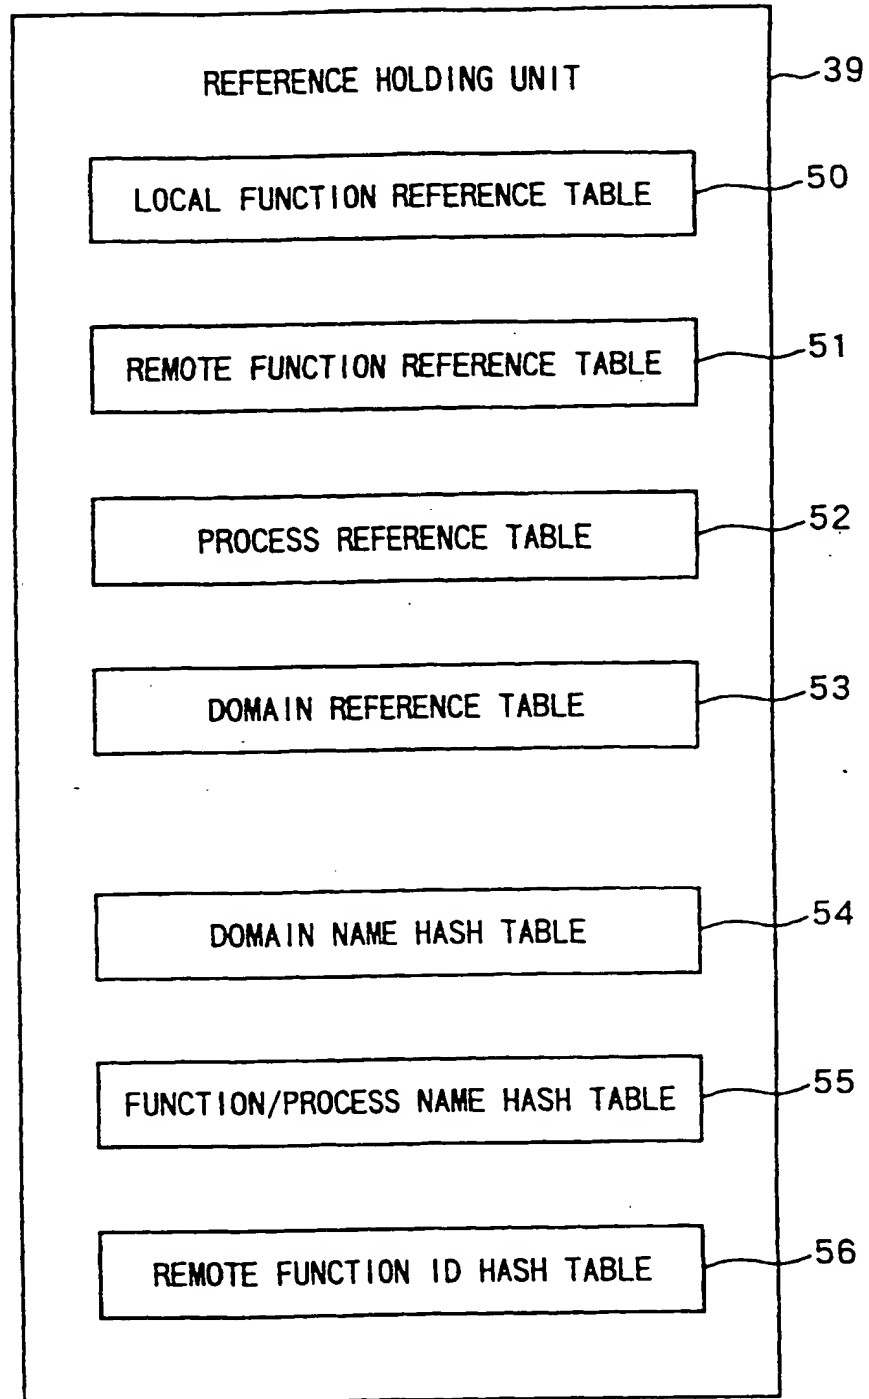 REFERENCE HOLDING UNIT
39
LOCAL FUNCTION REFERENCE TABLE
50
REMOTE FUNCTION REFERENCE TABLE
51
PROCESS REFERENCE TABLE
52
DOMAIN REFERENCE TABLE
53
DOMAIN NAME HASH TABLE
54
FUNCTION/PROCESS NAME HASH TABLE
55
REMOTE FUNCTION ID HASH TABLE
56